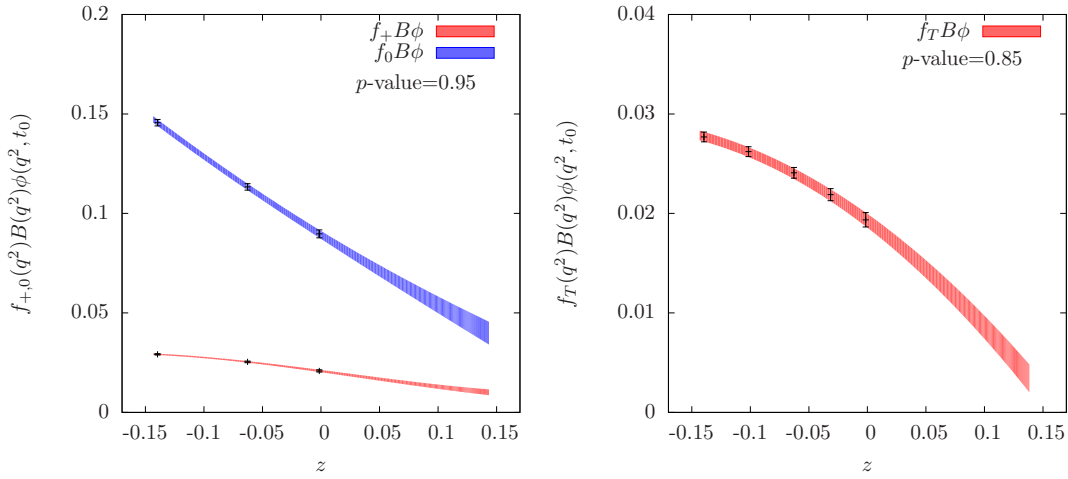 f₊Bϕ
f₀Bϕ
p-value=0.95
f₊,₀(q²)B(q²)ϕ(q², t₀)
0.2
0.15
0.1
0.05
0
-0.15 -0.1 -0.05 0 0.05 0.1 0.15
z
f_T Bϕ
p-value=0.85
f_T(q²)B(q²)ϕ(q², t₀)
0.04
0.03
0.02
0.01
0
-0.15 -0.1 -0.05 0 0.05 0.1 0.15
z